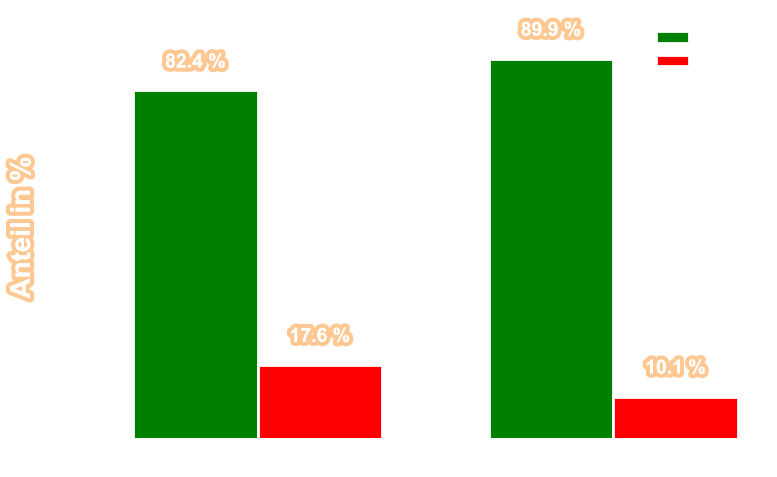 82.4 %
89.9 %
Anteil in %
17.6 %
10.1 %